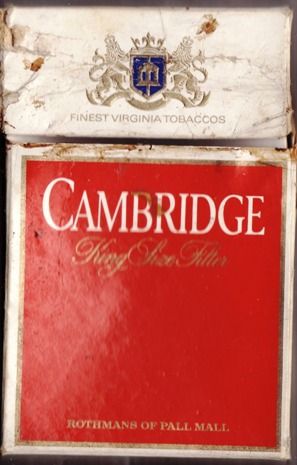 FINEST VIRGINIA TOBACCOS
CAMBRIDGE
King Size Filter
ROTHMANS OF PALL MALL